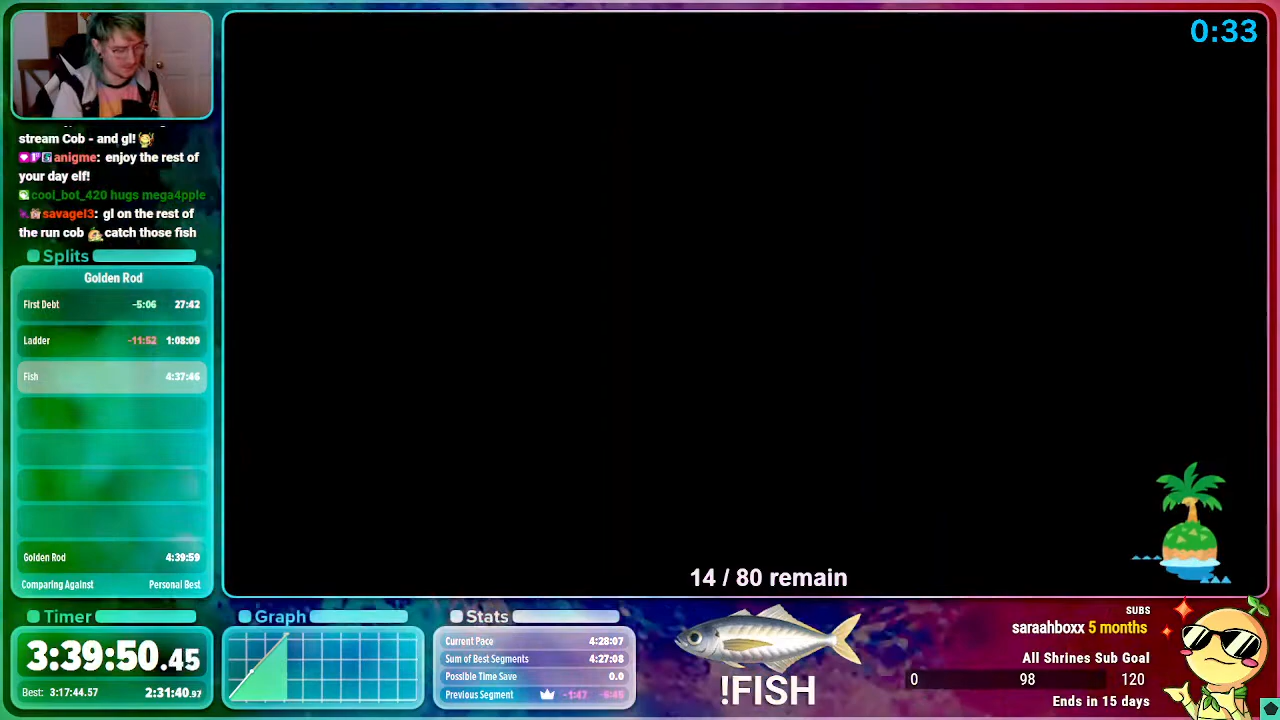 0:33
stream Cob - and gl!
anigme: enjoy the rest of
your day elf!
cool_bot_420 hugs mega4pple
savagel3: gl on the rest of
the run cob catch those fish
Splits
Golden Rod
First Debt -5:06 27:42
Ladder -11:52 1:08:09
Fish 4:37:46
Golden Rod 4:39:59
Comparing Against Personal Best
14 / 80 remain
Timer
3:39:50.45
Best: 3:17:44.57 2:31:40.97
Graph
Stats
Current Pace 4:28:07
Sum of Best Segments 4:27:08
Possible Time Save 0.0
Previous Segment -1:47 -6:45
!FISH
SUBS
saraahboxx 5 months
All Shrines Sub Goal
0 98 120
Ends in 15 days